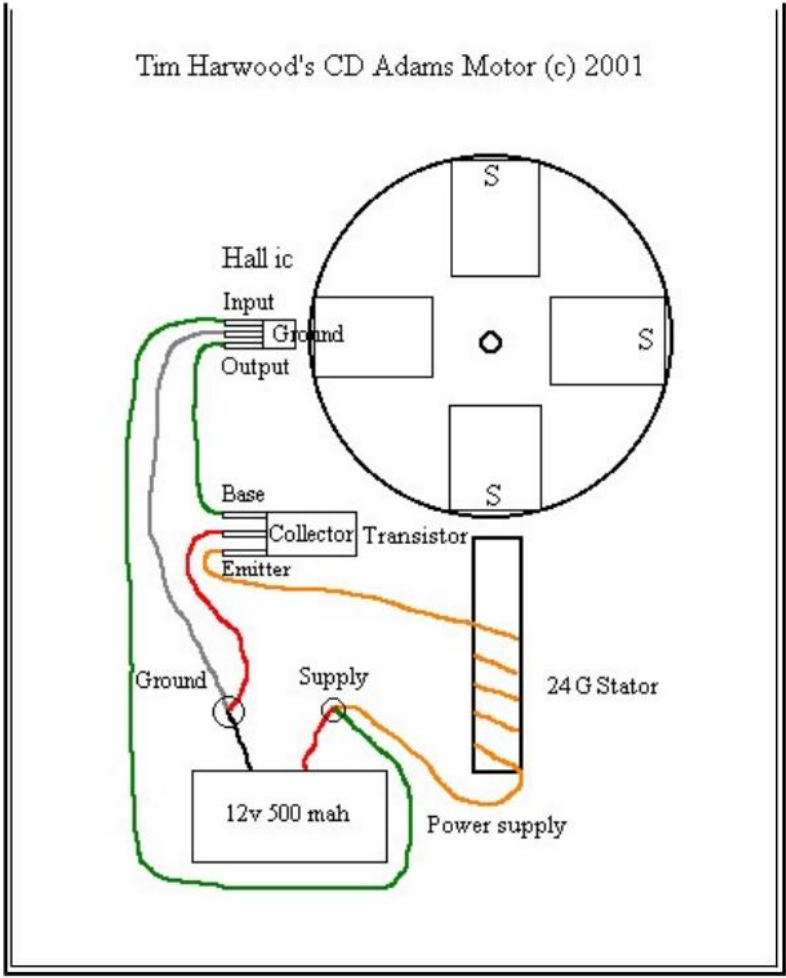 Tim Harwood's CD Adams Motor (c) 2001
S
Hall ic
Input
Ground
S
Output
Base
S
Collector
Transistor
Emitter
Ground
Supply
24 G Stator
12v 500 mah
Power supply